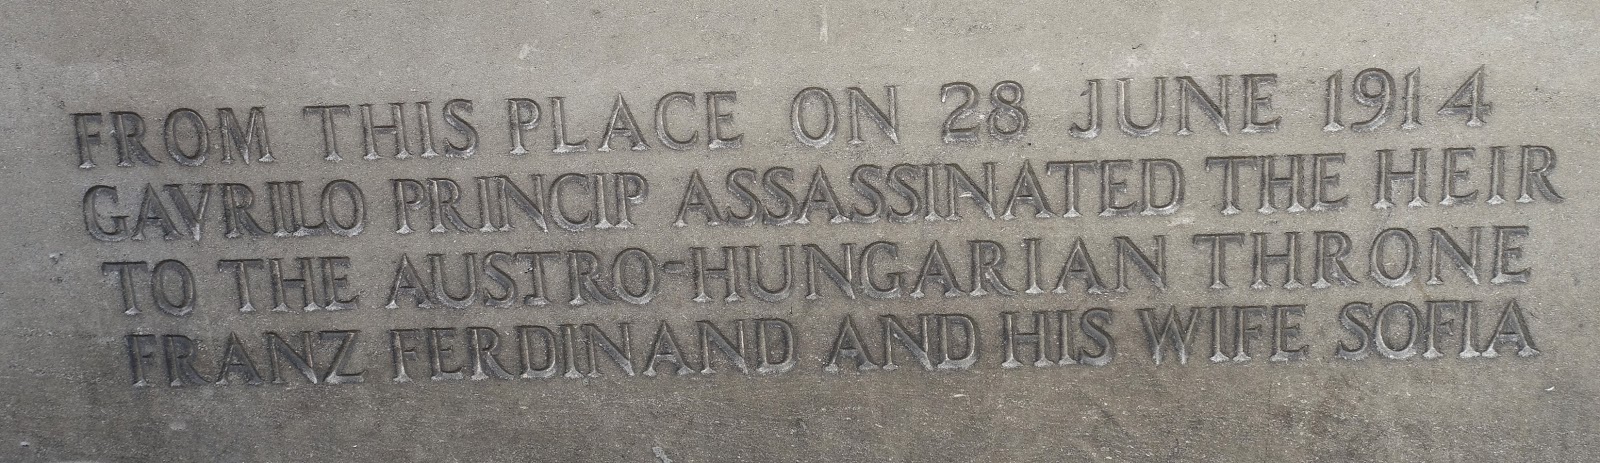 FROM THIS PLACE ON 28 JUNE 1914
GAVRILO PRINCIP ASSASSINATED THE HEIR
TO THE AUSTRO-HUNGARIAN THRONE
FRANZ FERDINAND AND HIS WIFE SOFIA